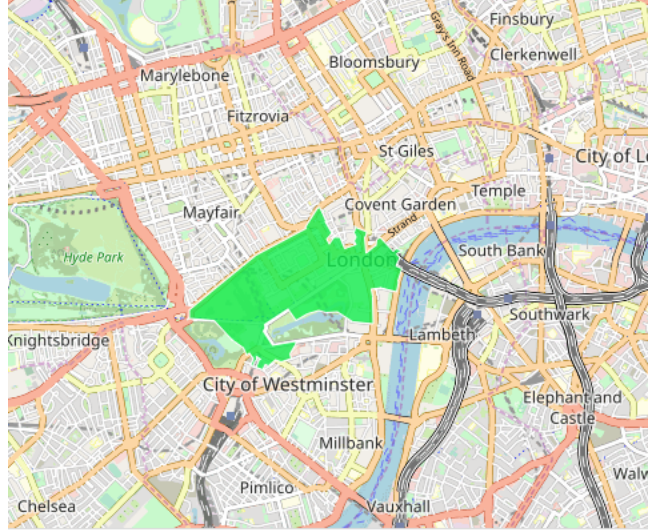 Finsbury
Gray's Inn Road
Clerkenwell
Marylebone
Bloomsbury
Fitzrovia
St Giles
City of Lo
Temple
Mayfair
Covent Garden
Strand
South Bank
Hyde Park
London
Southwark
Knightsbridge
Lambeth
City of Westminster
Elephant and
Castle
Millbank
Walw
Pimlico
Chelsea
Vauxhall